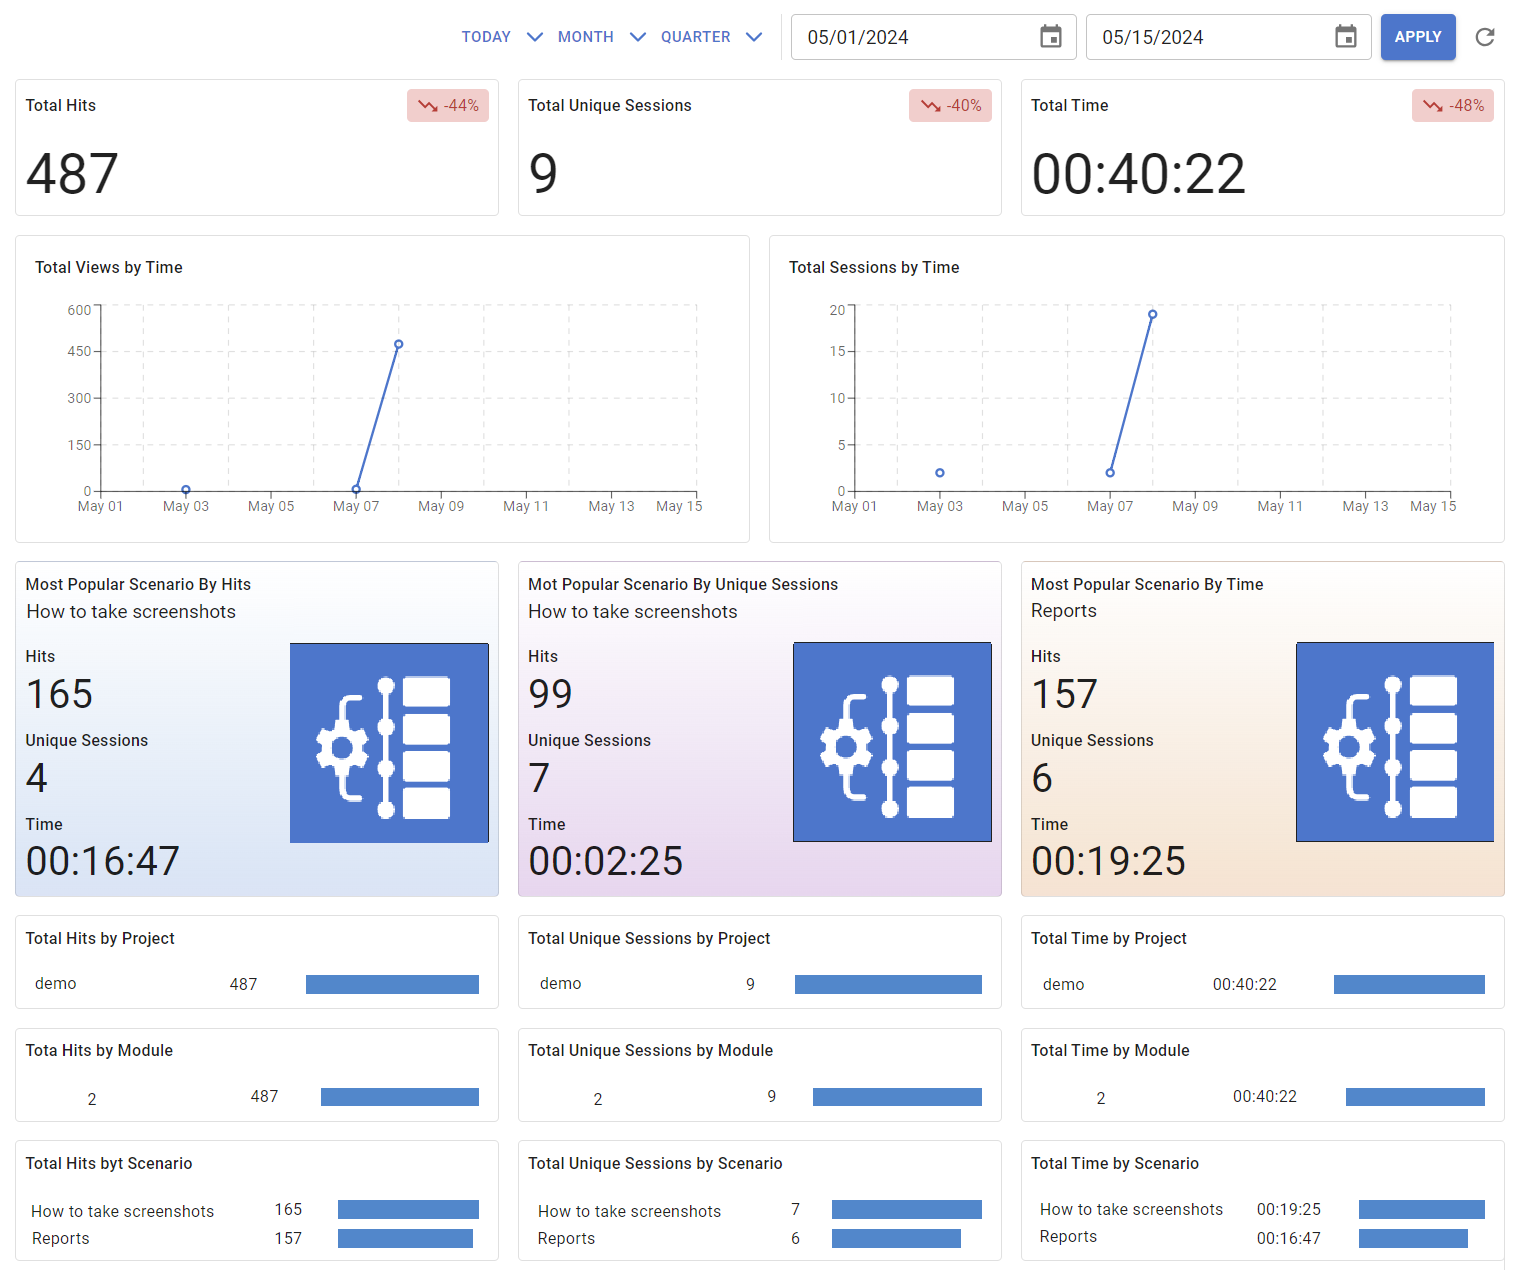 TODAY MONTH QUARTER 05/01/2024 05/15/2024 APPLY
Total Hits -44%
487
Total Unique Sessions -40%
9
Total Time -48%
00:40:22
Total Views by Time
600
450
300
150
0
May 01 May 03 May 05 May 07 May 09 May 11 May 13 May 15
Total Sessions by Time
20
15
10
5
0
May 01 May 03 May 05 May 07 May 09 May 11 May 13 May 15
Most Popular Scenario By Hits
How to take screenshots
Hits
165
Unique Sessions
4
Time
00:16:47
Mot Popular Scenario By Unique Sessions
How to take screenshots
Hits
99
Unique Sessions
7
Time
00:02:25
Most Popular Scenario By Time
Reports
Hits
157
Unique Sessions
6
Time
00:19:25
Total Hits by Project
demo 487
Total Unique Sessions by Project
demo 9
Total Time by Project
demo 00:40:22
Tota Hits by Module
2 487
Total Unique Sessions by Module
2 9
Total Time by Module
2 00:40:22
Total Hits byt Scenario
How to take screenshots 165
Reports 157
Total Unique Sessions by Scenario
How to take screenshots 7
Reports 6
Total Time by Scenario
How to take screenshots 00:19:25
Reports 00:16:47